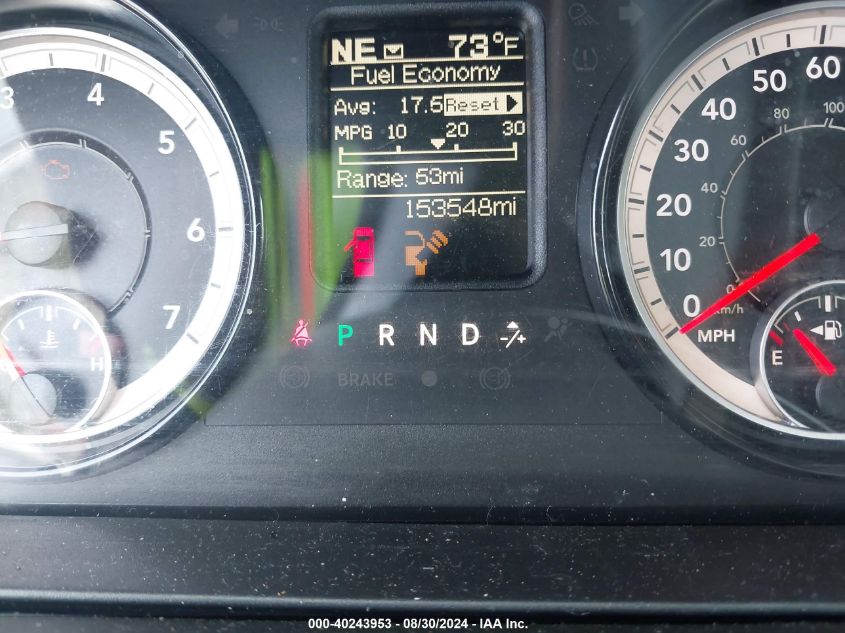 NE 73°F
Fuel Economy
Avg: 17.5 Reset
MPG 10 20 30
Range: 53mi
153548mi
3 4 5 6 7
H
P R N D -/+
BRAKE
0 10 20 30 40 50 60
MPH
0 20 40 60 80 100
km/h
E
000-40243953 - 08/30/2024 - IAA Inc.